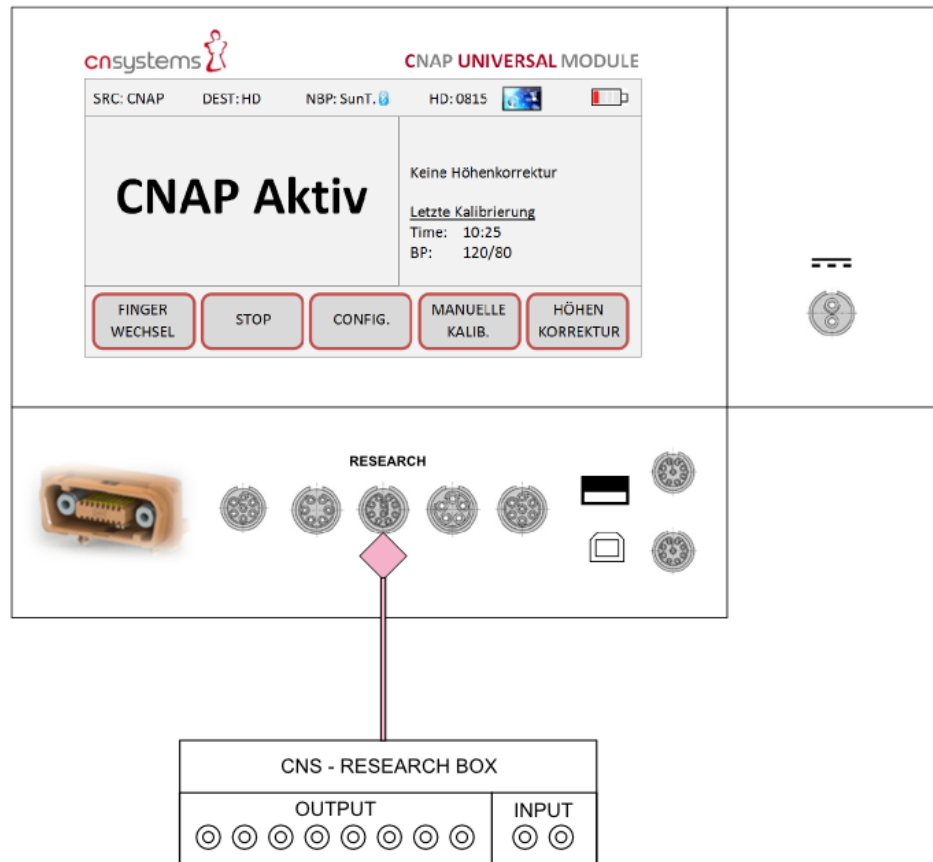 cnsystems
CNAP UNIVERSAL MODULE
SRC: CNAP DEST: HD NBP: SunT. HD: 0815
CNAP Aktiv
Keine Höhenkorrektur
Letzte Kalibrierung
Time: 10:25
BP: 120/80
FINGER
WECHSEL
STOP
CONFIG.
MANUELLE
KALIB.
HÖHEN
KORREKTUR
RESEARCH
CNS - RESEARCH BOX
OUTPUT
INPUT